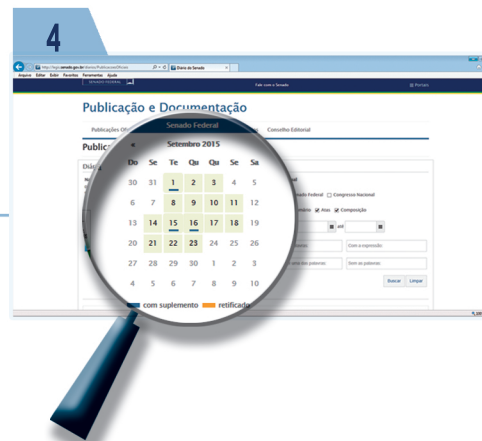 4
Diário do Senado
Arquivo Editar Exibir Favoritos Ferramentas Ajuda
SENADO FEDERAL
Fale com o Senado
Portais
Publicação e Documentação
Senado Federal
Conselho Editorial
« Setembro 2015
Do Se Te Qu Qu Se Sa
30 31 1 2 3 4 5
6 7 8 9 10 11 12
13 14 15 16 17 18 19
20 21 22 23 24 25 26
27 28 29 30 1 2 3
4 5 6 7 8 9 10
com suplemento retificado
Senado Federal Congresso Nacional
Atas Composição
até
Com a expressão:
Sem as palavras:
Buscar Limpar